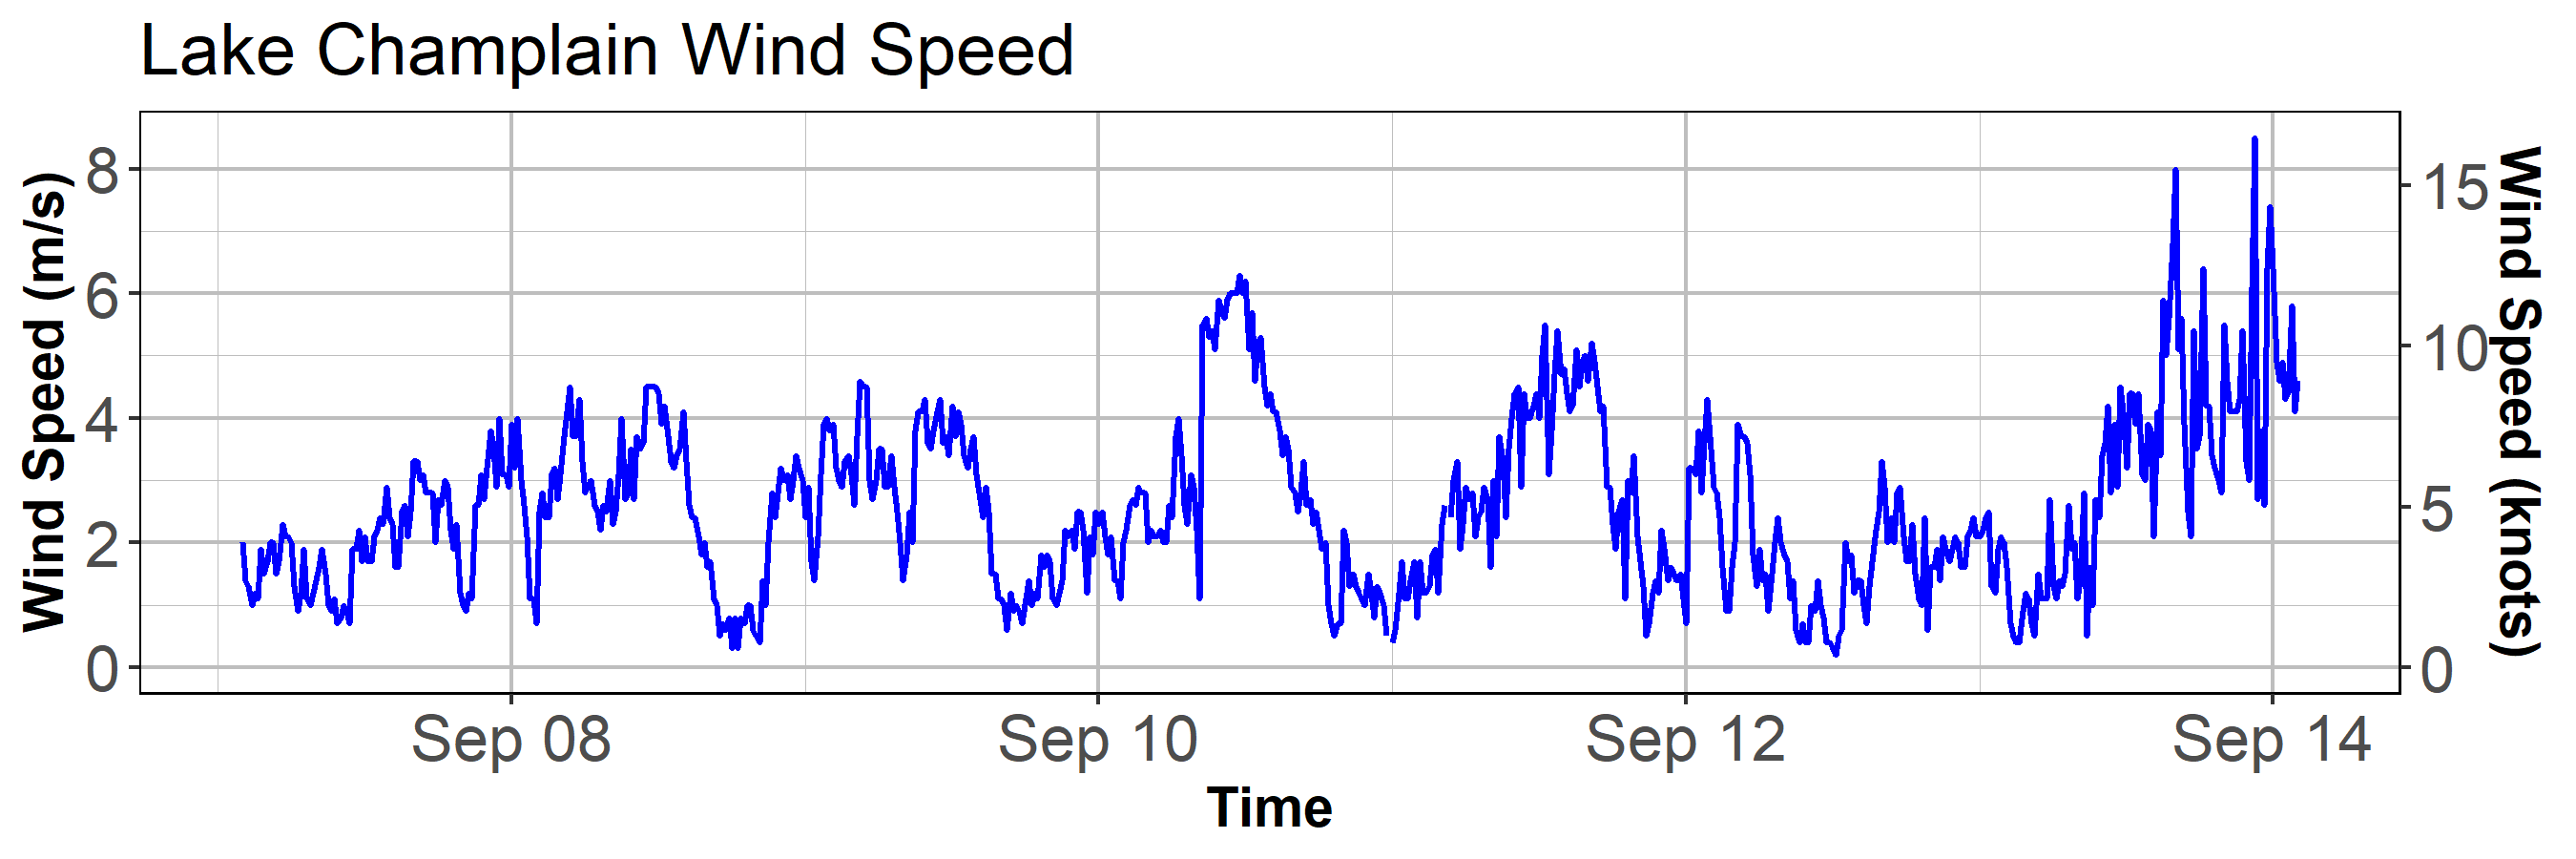 Lake Champlain Wind Speed
Wind Speed (m/s)
8
6
4
2
0
15
10
5
0
Wind Speed (knots)
Sep 08 Sep 10 Sep 12 Sep 14
Time